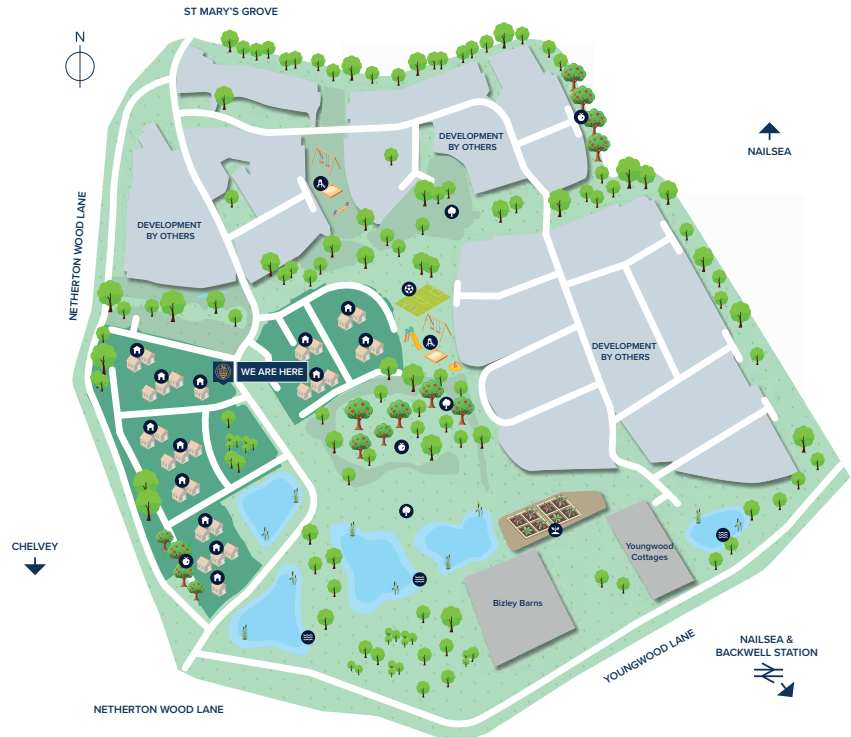 ST MARY'S GROVE
N
NAILSEA
DEVELOPMENT
BY OTHERS
DEVELOPMENT
BY OTHERS
NETHERTON WOOD LANE
WE ARE HERE
DEVELOPMENT
BY OTHERS
CHELVEY
Youngwood
Cottages
Bizley Barns
YOUNGWOOD LANE
NAILSEA &
BACKWELL STATION
NETHERTON WOOD LANE